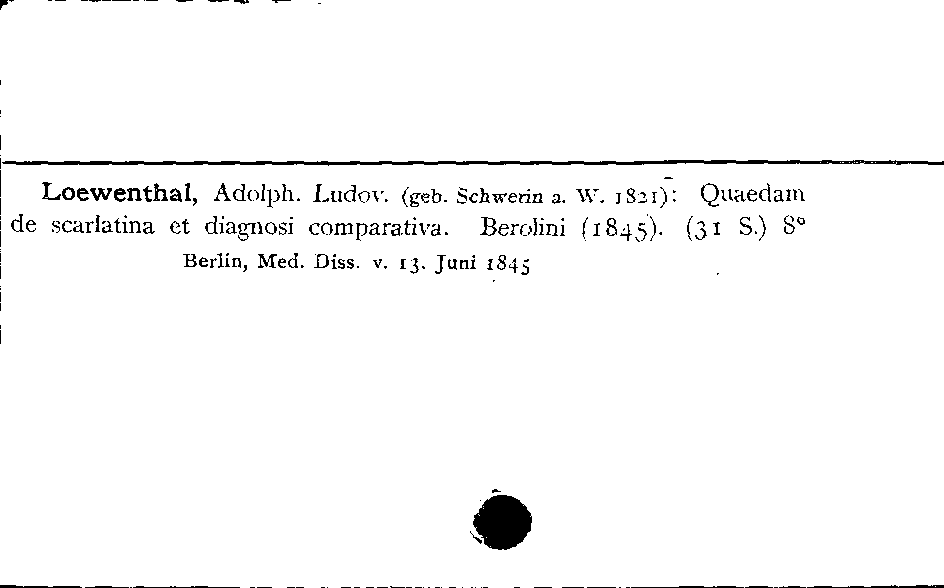 Loewenthal, Adolph. Ludov. (geb. Schwerin a. W. 1821): Quaedam
de scarlatina et diagnosi comparativa. Berolini (1845). (31 S.) 8°
Berlin, Med. Diss. v. 13. Juni 1845